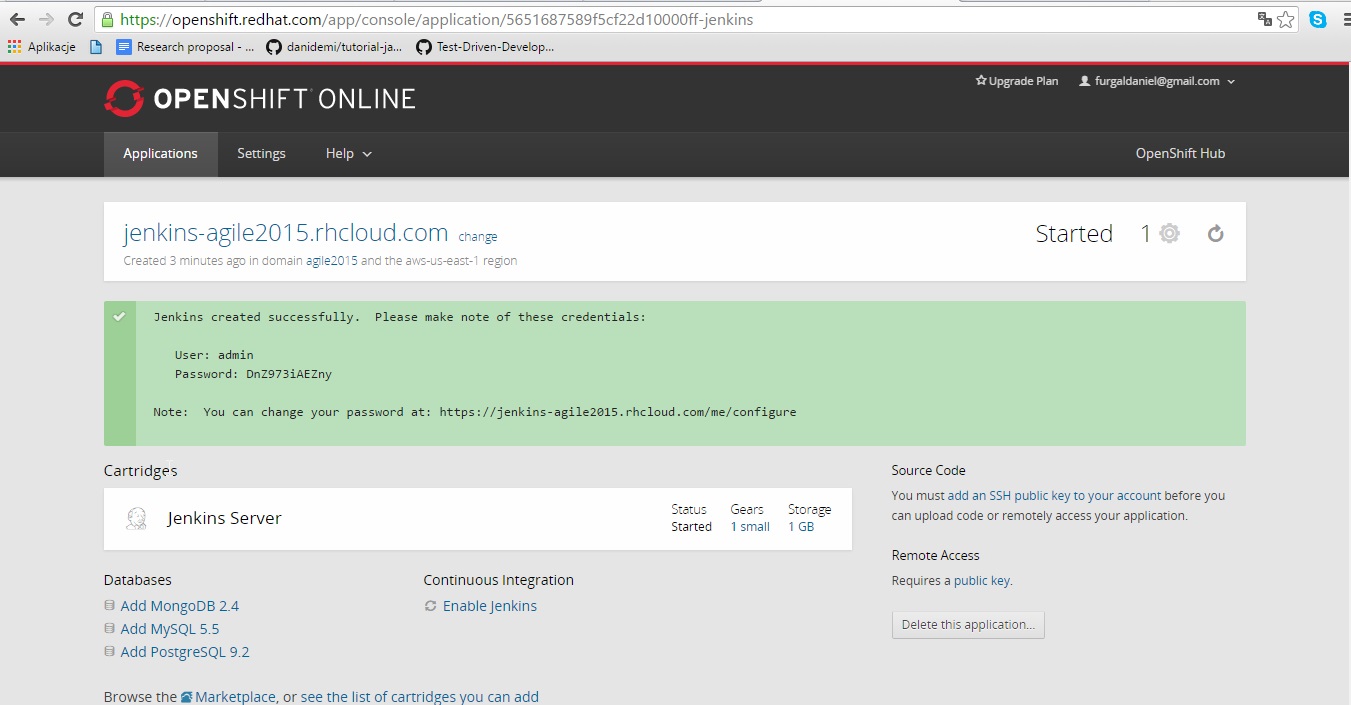 https://openshift.redhat.com/app/console/application/5651687589f5cf22d10000ff-jenkins
Aplikacje Research proposal - ... danidemi/tutorial-ja... Test-Driven-Develop...
Upgrade Plan furgaldaniel@gmail.com
OPENSHIFT ONLINE
Applications Settings Help OpenShift Hub
jenkins-agile2015.rhcloud.com change Started 1
Created 3 minutes ago in domain agile2015 and the aws-us-east-1 region
Jenkins created successfully. Please make note of these credentials:
User: admin
Password: DnZ973iAEZny
Note: You can change your password at: https://jenkins-agile2015.rhcloud.com/me/configure
Cartridges
Jenkins Server
Status Gears Storage
Started 1 small 1 GB
Source Code
You must add an SSH public key to your account before you
can upload code or remotely access your application.
Remote Access
Requires a public key.
Delete this application...
Databases
Add MongoDB 2.4
Add MySQL 5.5
Add PostgreSQL 9.2
Continuous Integration
Enable Jenkins
Browse the Marketplace, or see the list of cartridges you can add